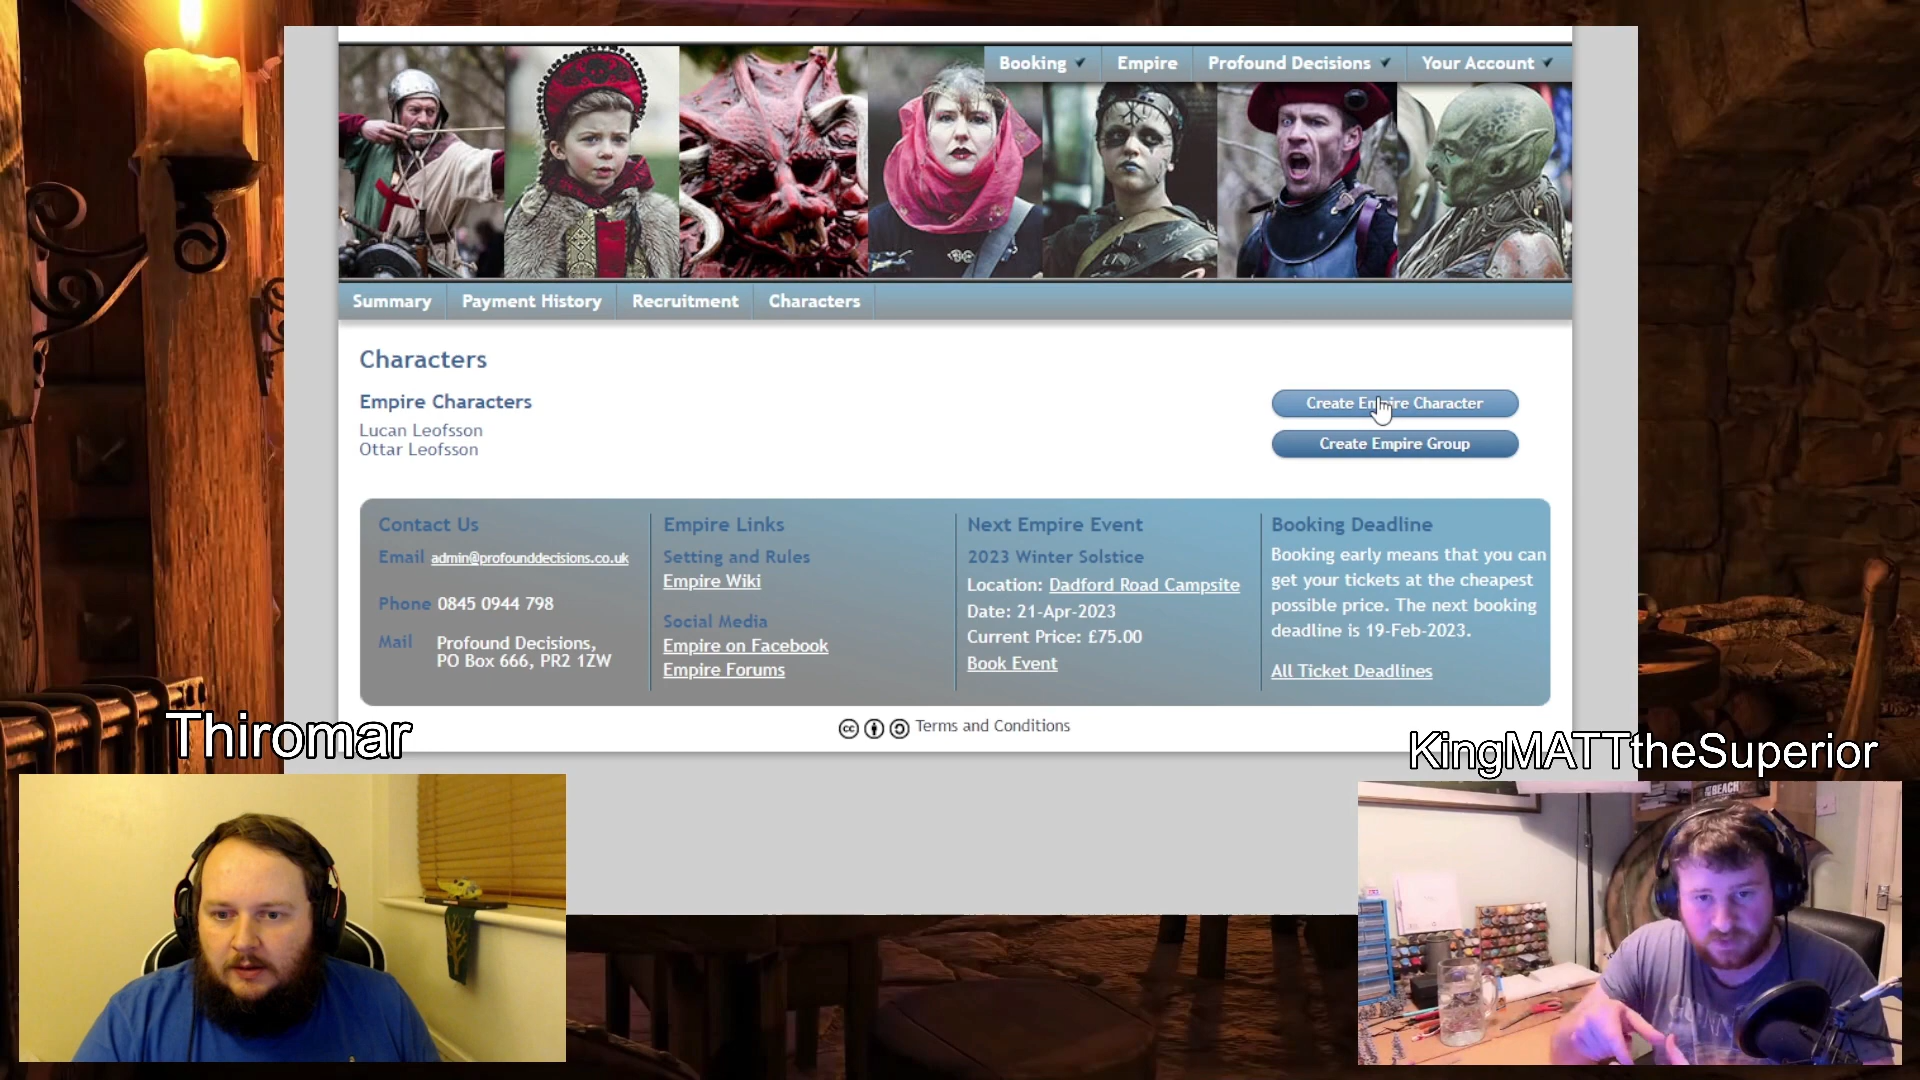 Booking
Empire
Profound Decisions
Your Account
Summary
Payment History
Recruitment
Characters
Characters
Empire Characters
Lucan Leofsson
Ottar Leofsson
Create Empire Character
Create Empire Group
Contact Us
Email admin@profounddecisions.co.uk
Phone 0845 0944 798
Mail Profound Decisions,
PO Box 666, PR2 1ZW
Empire Links
Setting and Rules
Empire Wiki
Social Media
Empire on Facebook
Empire Forums
Next Empire Event
2023 Winter Solstice
Location: Dadford Road Campsite
Date: 21-Apr-2023
Current Price: £75.00
Book Event
Booking Deadline
Booking early means that you can
get your tickets at the cheapest
possible price. The next booking
deadline is 19-Feb-2023.
All Ticket Deadlines
cc Terms and Conditions
Thiromar
KingMATTtheSuperior
BEACH